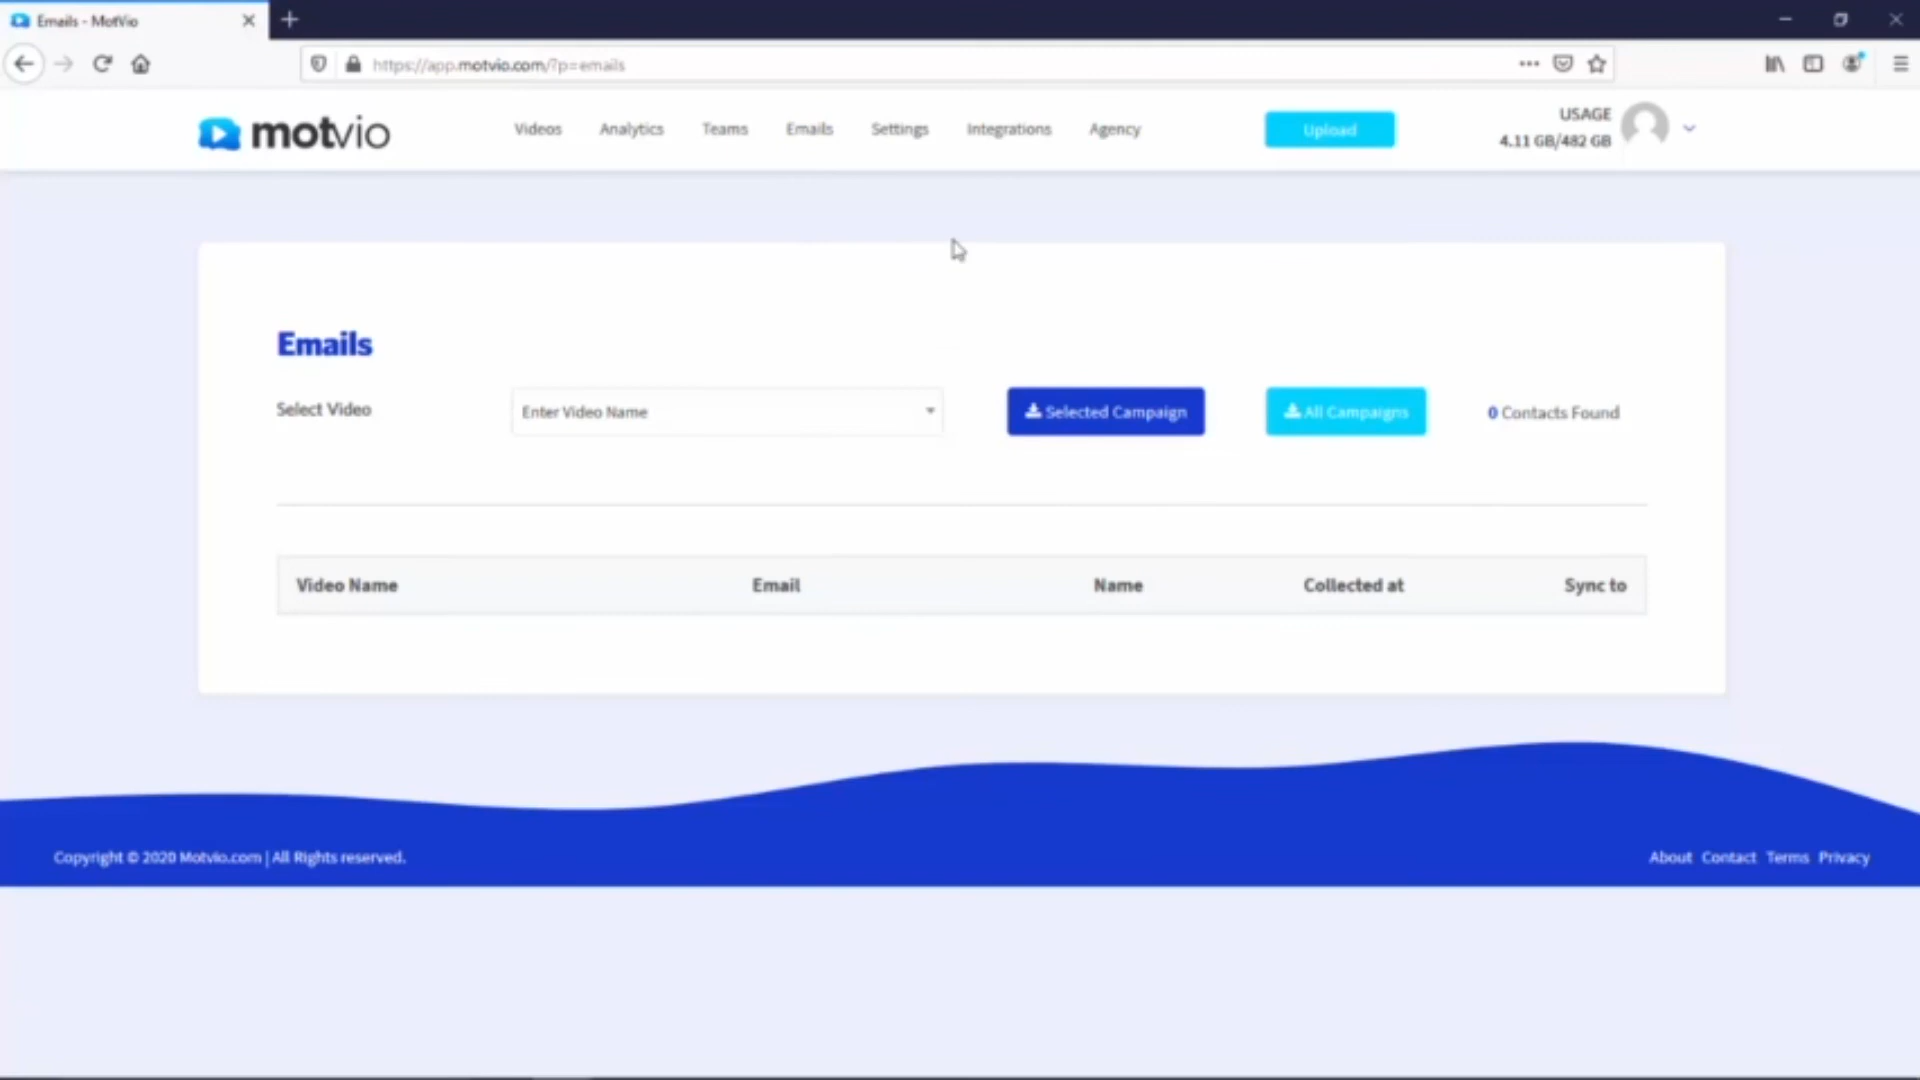 Emails - MotVio
https://app.motvio.com/?p=emails
motvio
Videos Analytics Teams Emails Settings Integrations Agency
Upload
USAGE
4.11 GB/482 GB
Emails
Select Video
Enter Video Name
Selected Campaign
All Campaigns
0 Contacts Found
Video Name Email Name Collected at Sync to
Copyright © 2020 Motvio.com | All Rights reserved.
About Contact Terms Privacy